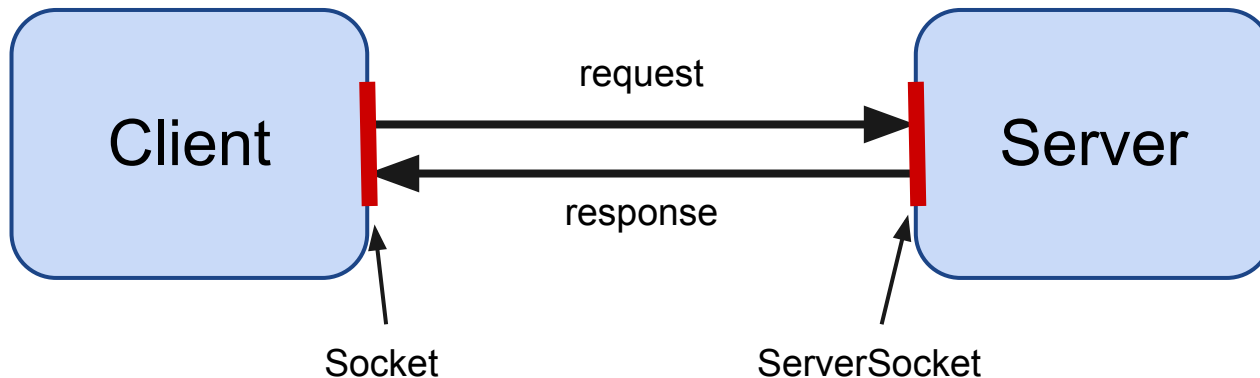 request
Client
Server
response
Socket
ServerSocket